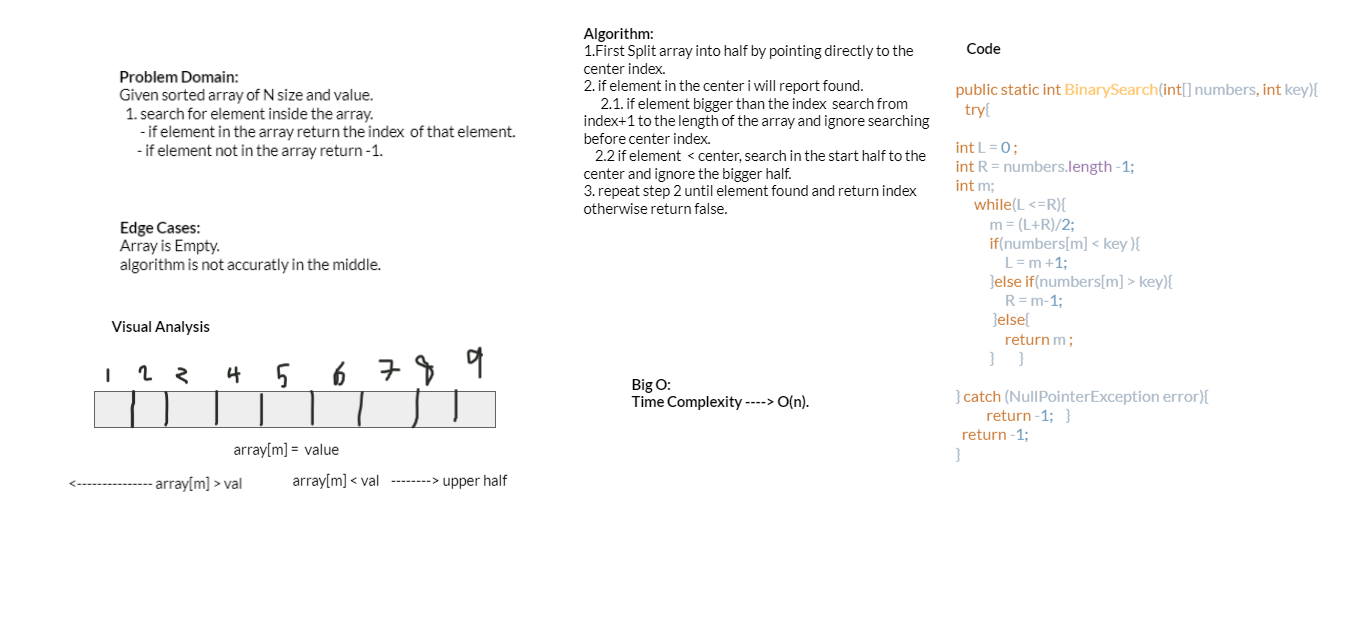 Problem Domain:
Given sorted array of N size and value.
1. search for element inside the array.
- if element in the array return the index of that element.
- if element not in the array return -1.
Edge Cases:
Array is Empty.
algorithm is not accuratly in the middle.
Visual Analysis
1 2 3 4 5 6 7 8 9
array[m] = value
<--------------- array[m] > val
array[m] < val --------> upper half
Algorithm:
1.First Split array into half by pointing directly to the
center index.
2. if element in the center i will report found.
2.1. if element bigger than the index search from
index+1 to the length of the array and ignore searching
before center index.
2.2 if element < center, search in the start half to the
center and ignore the bigger half.
3. repeat step 2 until element found and return index
otherwise return false.
Big O:
Time Complexity ----> O(n).
Code
public static int BinarySearch(int[] numbers, int key){
try{
int L = 0 ;
int R = numbers.length -1;
int m;
while(L <=R){
m = (L+R)/2;
if(numbers[m] < key ){
L = m +1;
}else if(numbers[m] > key){
R = m-1;
}else{
return m ;
} }
} catch (NullPointerException error){
return -1; }
return -1;
}